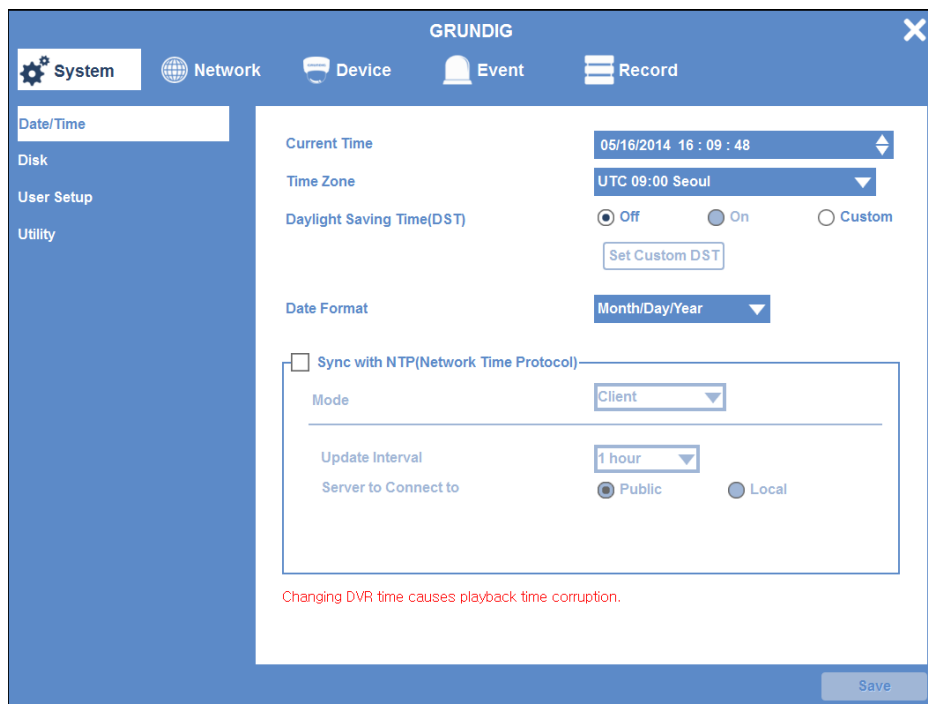 GRUNDIG
System Network Device Event Record
Date/Time
Disk
User Setup
Utility
Current Time 05/16/2014 16 : 09 : 48
Time Zone UTC 09:00 Seoul
Daylight Saving Time(DST) Off On Custom
Set Custom DST
Date Format Month/Day/Year
Sync with NTP(Network Time Protocol)
Mode Client
Update Interval 1 hour
Server to Connect to Public Local
Changing DVR time causes playback time corruption.
Save